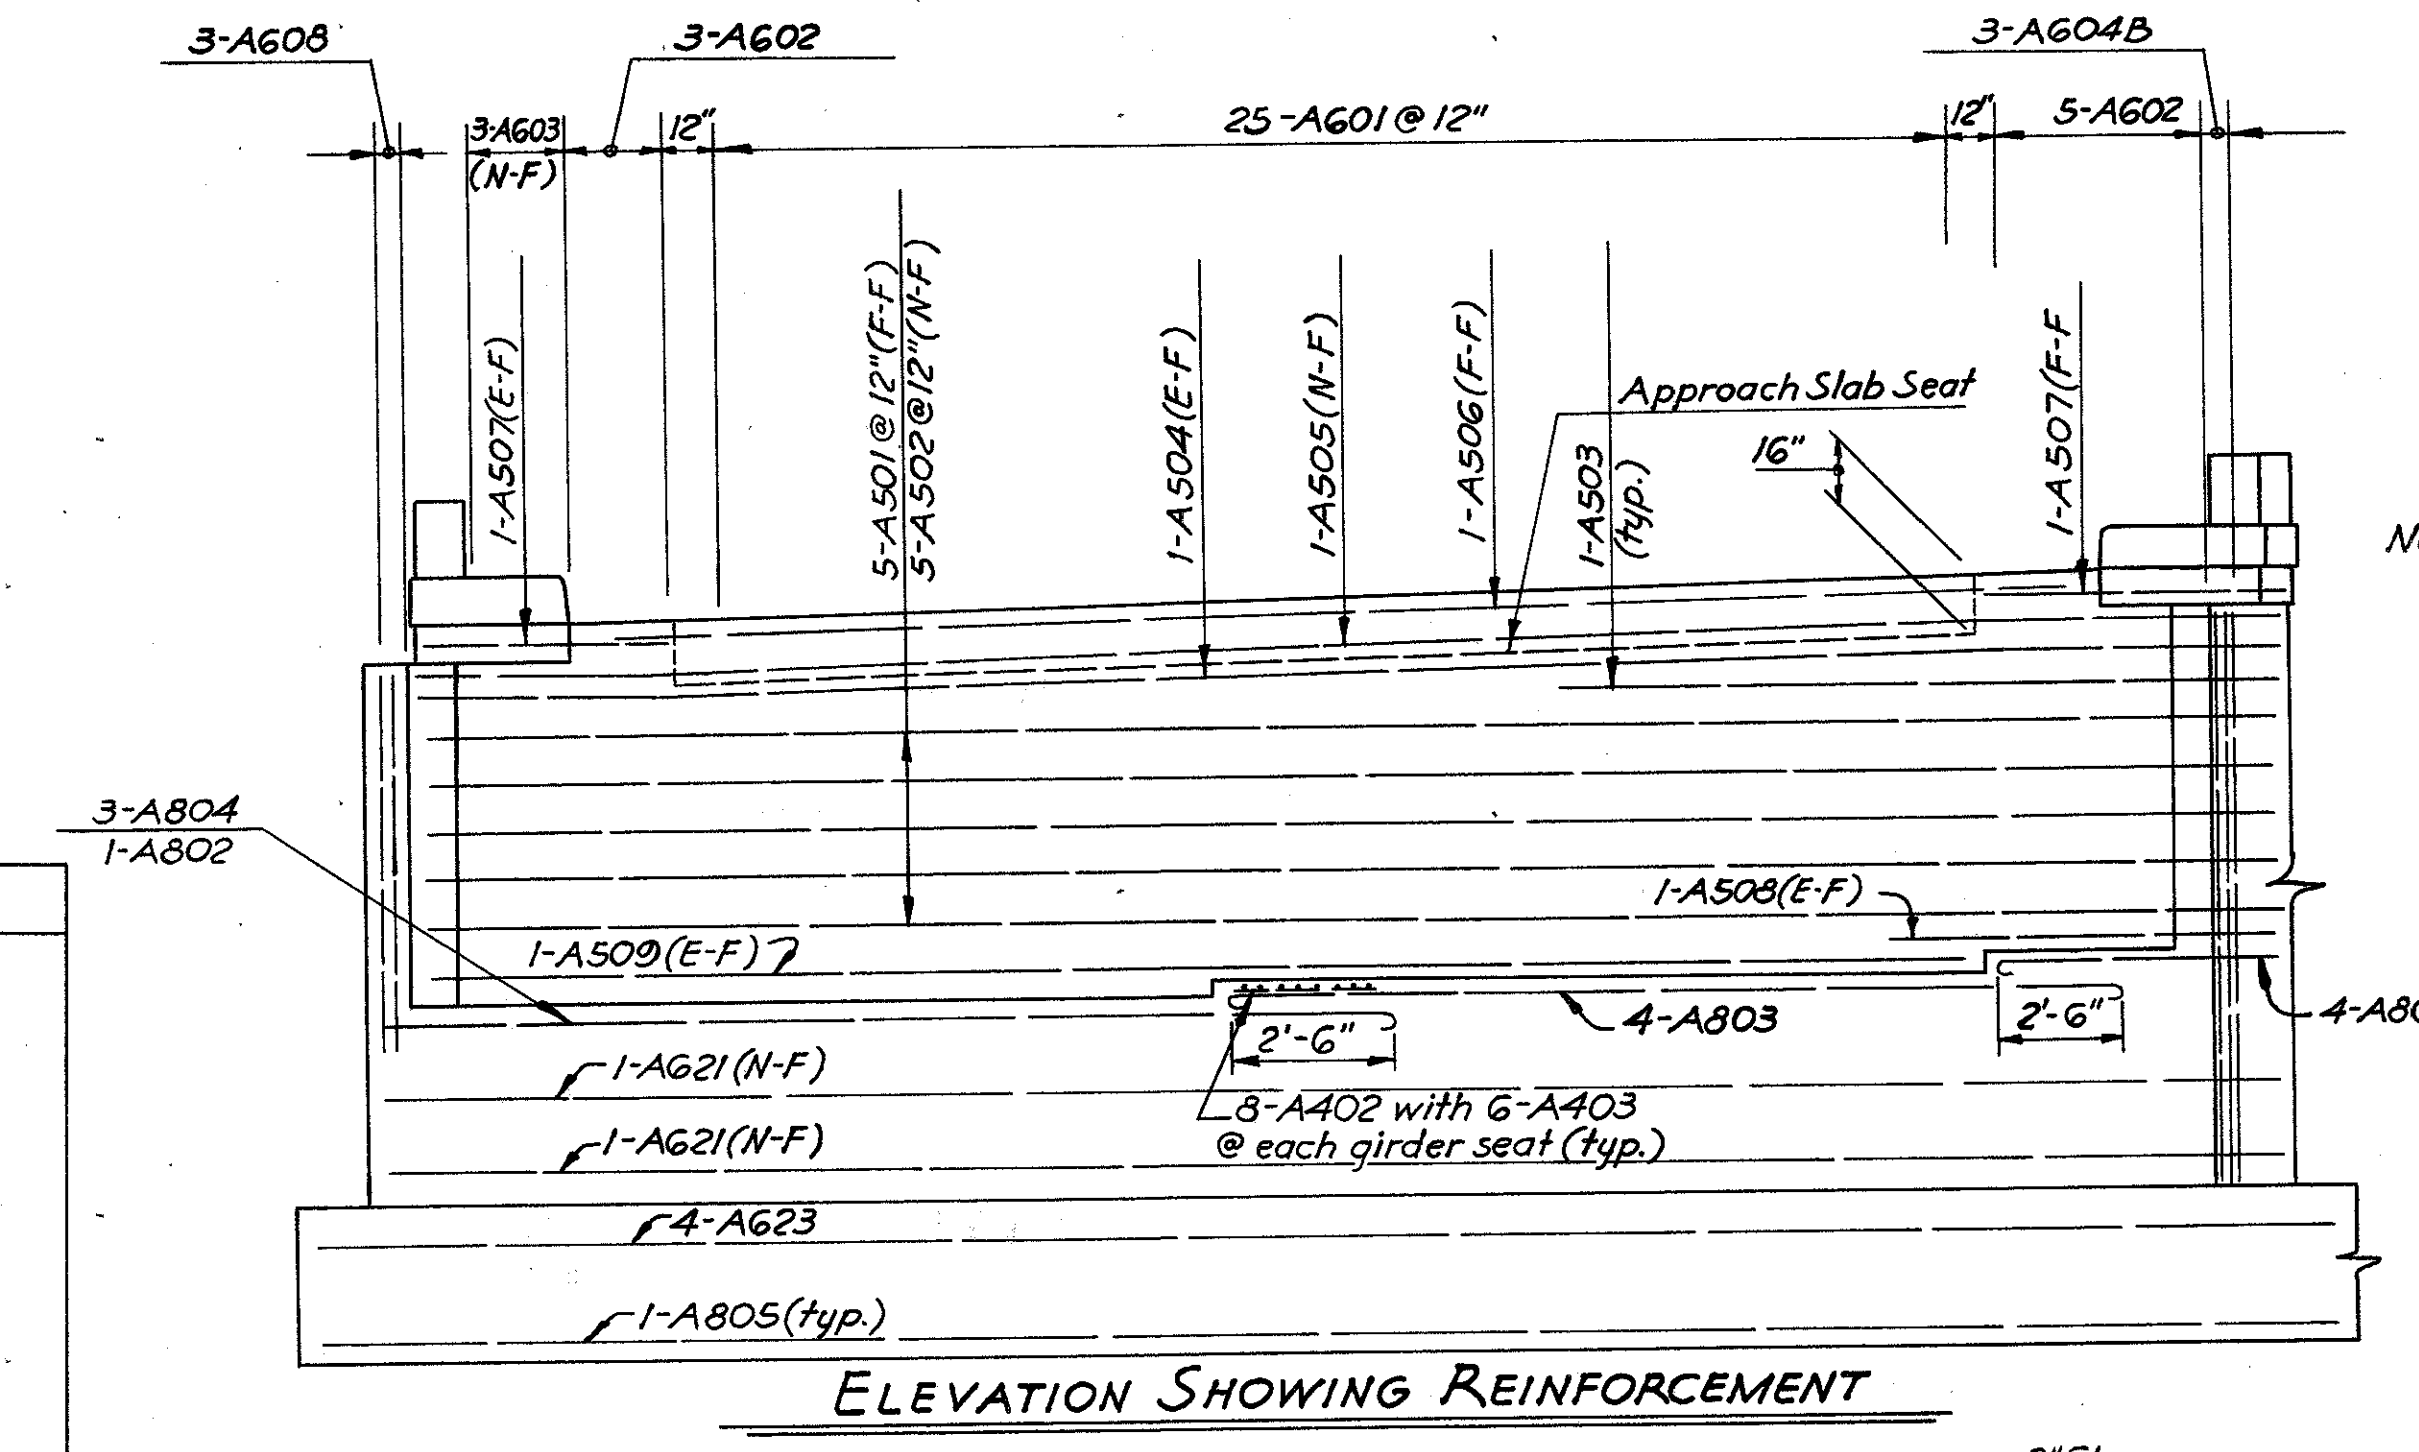 3-A608
3-A602
3-A604B
3-A603
(N-F)
12"
25-A601@12"
12"
5-A602
1-A507(E-F)
5-A501@12"(F-F)
5-A502@12"(N-F)
1-A504(E-F)
1-A505(N-F)
1-A506(F-F)
1-A503
(typ.)
Approach Slab Seat
16"
1-A507(F-F
3-A804
1-A802
1-A508(E-F)
1-A509(E-F)
4-A803
2'-6"
2'-6"
1-A621(N-F)
8-A402 with 6-A403
@ each girder seat (typ.)
1-A621(N-F)
4-A623
1-A805(typ.)
ELEVATION SHOWING REINFORCEMENT